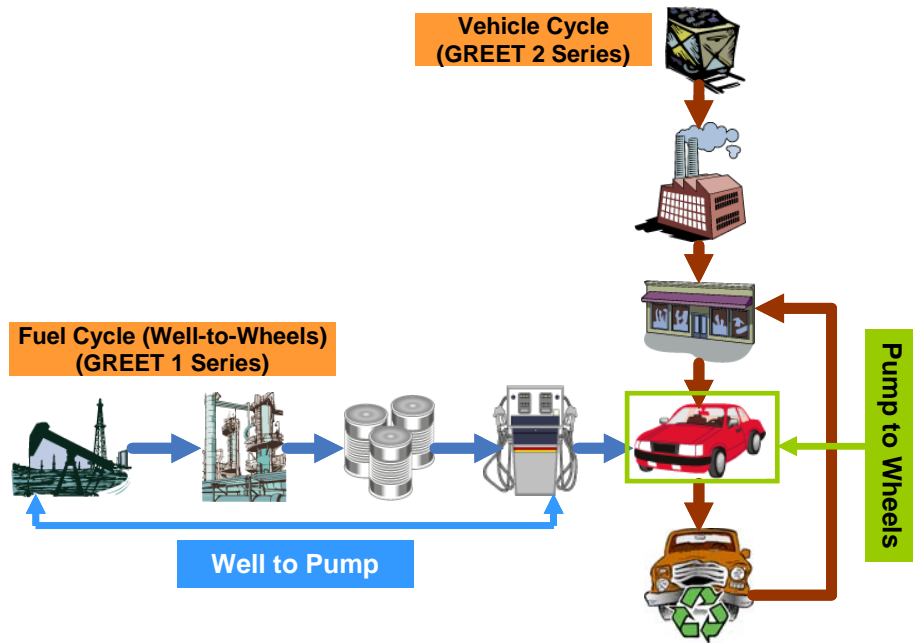 Vehicle Cycle
(GREET 2 Series)
Fuel Cycle (Well-to-Wheels)
(GREET 1 Series)
Pump to Wheels
Well to Pump